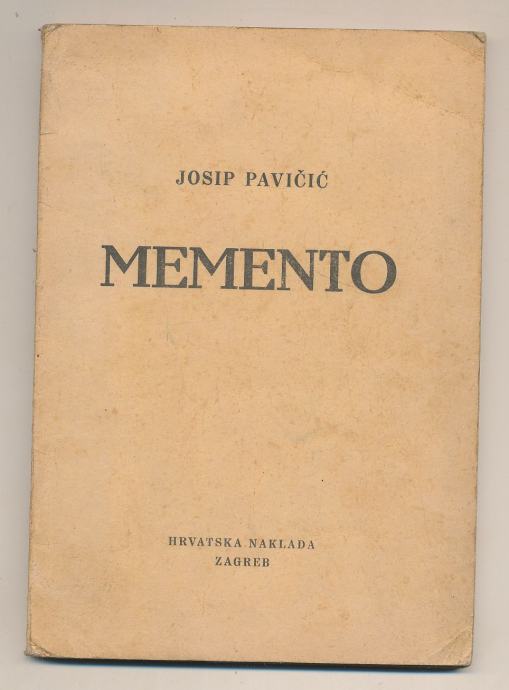 JOSIP PAVIČIĆ
MEMENTO
HRVATSKA NAKLADA
ZAGREB